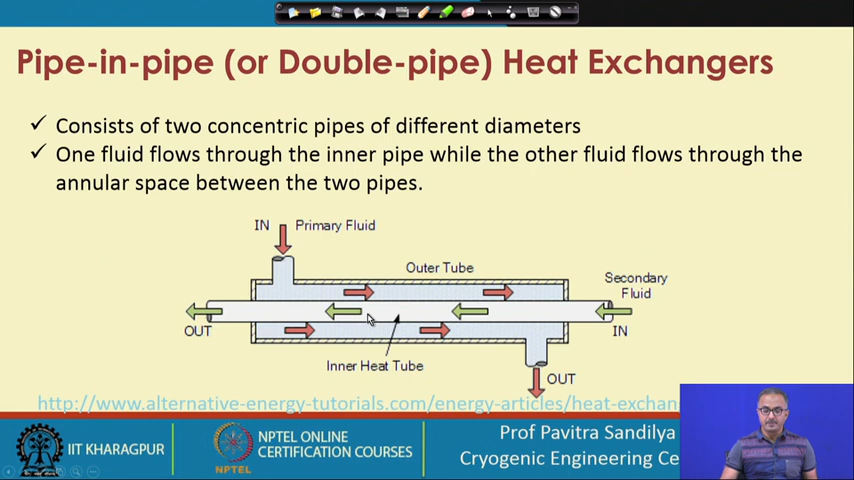 Pipe-in-pipe (or Double-pipe) Heat Exchangers
✓ Consists of two concentric pipes of different diameters
✓ One fluid flows through the inner pipe while the other fluid flows through the
annular space between the two pipes.
IN Primary Fluid
Outer Tube
Secondary
Fluid
OUT
IN
Inner Heat Tube
OUT
http://www.alternative-energy-tutorials.com/energy-articles/heat-exchan
IIT KHARAGPUR
NPTEL
NPTEL ONLINE
CERTIFICATION COURSES
Prof Pavitra Sandilya
Cryogenic Engineering Ce